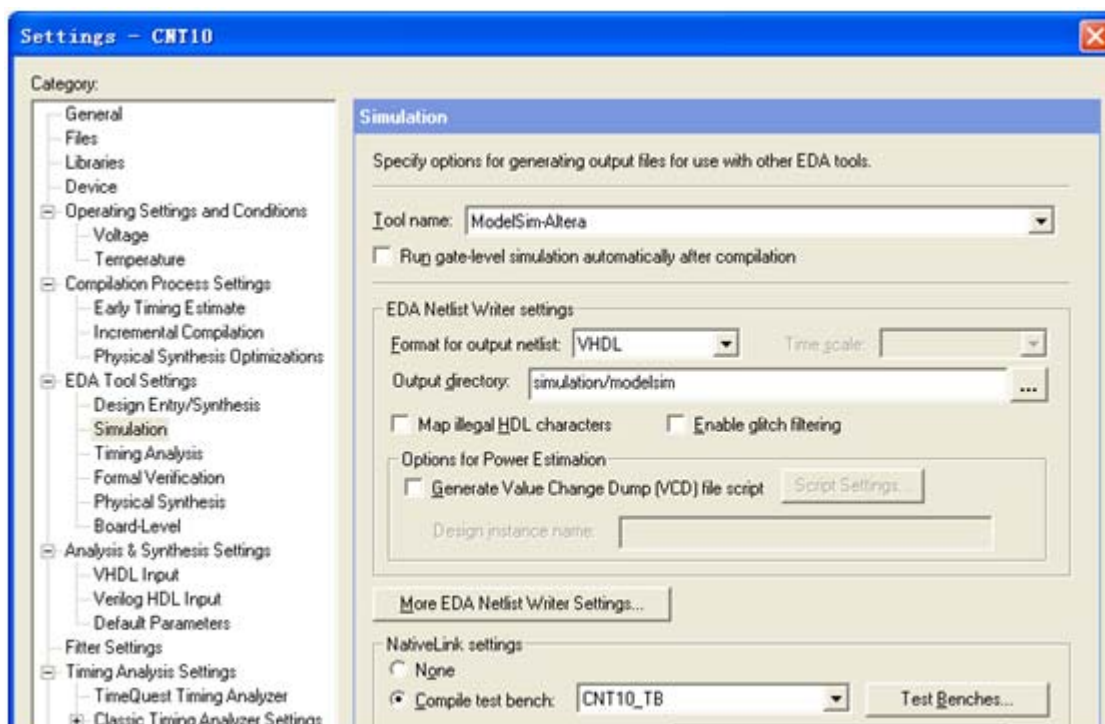 Settings - CNT10
Category:
General
Files
Libraries
Device
Operating Settings and Conditions
Voltage
Temperature
Compilation Process Settings
Early Timing Estimate
Incremental Compilation
Physical Synthesis Optimizations
EDA Tool Settings
Design Entry/Synthesis
Simulation
Timing Analysis
Formal Verification
Physical Synthesis
Board-Level
Analysis & Synthesis Settings
VHDL Input
Verilog HDL Input
Default Parameters
Fitter Settings
Timing Analysis Settings
TimeQuest Timing Analyzer
Classic Timing Analyzer Settings
Simulation
Specify options for generating output files for use with other EDA tools.
Tool name: ModelSim-Altera
Run gate-level simulation automatically after compilation
EDA Netlist Writer settings
Format for output netlist: VHDL Time scale:
Output directory: simulation/modelsim ...
Map illegal HDL characters Enable glitch filtering
Options for Power Estimation
Generate Value Change Dump (VCD) file script Script Settings...
Design instance name:
More EDA Netlist Writer Settings...
NativeLink settings
None
Compile test bench: CNT10_TB Test Benches...